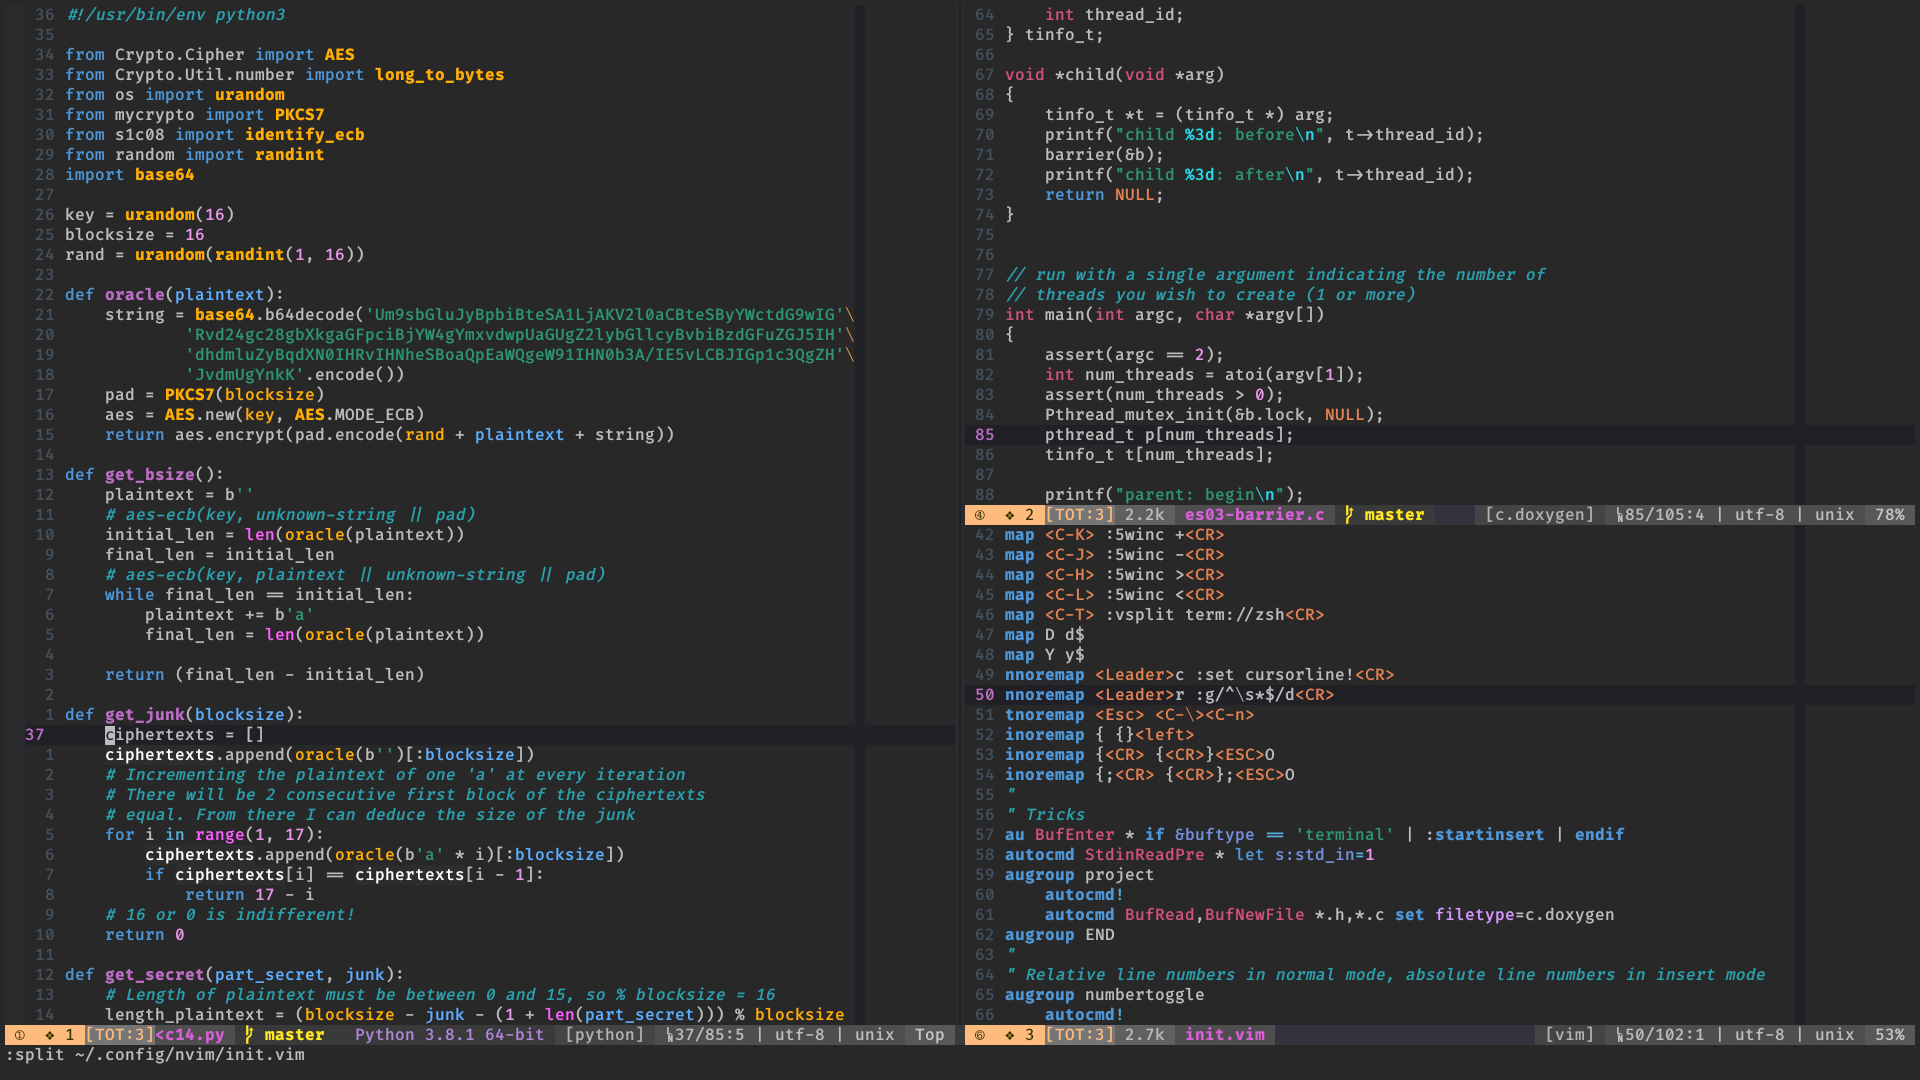 36 #!/usr/bin/env python3
35
34 from Crypto.Cipher import AES
33 from Crypto.Util.number import long_to_bytes
32 from os import urandom
31 from mycrypto import PKCS7
30 from s1c08 import identify_ecb
29 from random import randint
28 import base64
27
26 key = urandom(16)
25 blocksize = 16
24 rand = urandom(randint(1, 16))
23
22 def oracle(plaintext):
21     string = base64.b64decode('Um9sbGluJyBpbiBteSA1LjAKV2l0aCBteSByYWctdG9wIG'\
20             'Rvd24gc28gbXkgaGFpciBjYW4gYmxvdwpUaGUgZ2lybGllcyBvbiBzdGFuZGJ5IH'\
19             'dhdmluZyBqdXN0IHRvIHNheSBoaQpEaWQgeW91IHN0b3A/IE5vLCBJIGp1c3QgZH'\
18             'JvdmUgYnkK'.encode())
17     pad = PKCS7(blocksize)
16     aes = AES.new(key, AES.MODE_ECB)
15     return aes.encrypt(pad.encode(rand + plaintext + string))
14
13 def get_bsize():
12     plaintext = b''
11     # aes-ecb(key, unknown-string || pad)
10     initial_len = len(oracle(plaintext))
9     final_len = initial_len
8     # aes-ecb(key, plaintext || unknown-string || pad)
7     while final_len == initial_len:
6         plaintext += b'a'
5         final_len = len(oracle(plaintext))
4
3     return (final_len - initial_len)
2
1 def get_junk(blocksize):
37     ciphertexts = []
1     ciphertexts.append(oracle(b'')[:blocksize])
2     # Incrementing the plaintext of one 'a' at every iteration
3     # There will be 2 consecutive first block of the ciphertexts
4     # equal. From there I can deduce the size of the junk
5     for i in range(1, 17):
6         ciphertexts.append(oracle(b'a' * i)[:blocksize])
7         if ciphertexts[i] == ciphertexts[i - 1]:
8             return 17 - i
9     # 16 or 0 is indifferent!
10     return 0
11
12 def get_secret(part_secret, junk):
13     # Length of plaintext must be between 0 and 15, so % blocksize = 16
14     length_plaintext = (blocksize - junk - (1 + len(part_secret))) % blocksize
① ❖ 1 [TOT:3]<c14.py master Python 3.8.1 64-bit [python] 37/85:5 | utf-8 | unix Top
:split ~/.config/nvim/init.vim
64     int thread_id;
65 } tinfo_t;
66
67 void *child(void *arg)
68 {
69     tinfo_t *t = (tinfo_t *) arg;
70     printf("child %3d: before\n", t->thread_id);
71     barrier(&b);
72     printf("child %3d: after\n", t->thread_id);
73     return NULL;
74 }
75
76
77 // run with a single argument indicating the number of
78 // threads you wish to create (1 or more)
79 int main(int argc, char *argv[])
80 {
81     assert(argc == 2);
82     int num_threads = atoi(argv[1]);
83     assert(num_threads > 0);
84     Pthread_mutex_init(&b.lock, NULL);
85     pthread_t p[num_threads];
86     tinfo_t t[num_threads];
87
88     printf("parent: begin\n");
④ ❖ 2 [TOT:3] 2.2k es03-barrier.c master [c.doxygen] 85/105:4 | utf-8 | unix 78%
42 map <C-K> :5winc +<CR>
43 map <C-J> :5winc -<CR>
44 map <C-H> :5winc ><CR>
45 map <C-L> :5winc <<CR>
46 map <C-T> :vsplit term://zsh<CR>
47 map D d$
48 map Y y$
49 nnoremap <Leader>c :set cursorline!<CR>
50 nnoremap <Leader>r :g/^\s*$/d<CR>
51 tnoremap <Esc> <C-\><C-n>
52 inoremap { {}<left>
53 inoremap {<CR> {<CR>}<ESC>O
54 inoremap {;<CR> {<CR>};<ESC>O
55 "
56 " Tricks
57 au BufEnter * if &buftype == 'terminal' | :startinsert | endif
58 autocmd StdinReadPre * let s:std_in=1
59 augroup project
60     autocmd!
61     autocmd BufRead,BufNewFile *.h,*.c set filetype=c.doxygen
62 augroup END
63 "
64 " Relative line numbers in normal mode, absolute line numbers in insert mode
65 augroup numbertoggle
66     autocmd!
⑥ ❖ 3 [TOT:3] 2.7k init.vim [vim] 50/102:1 | utf-8 | unix 53%